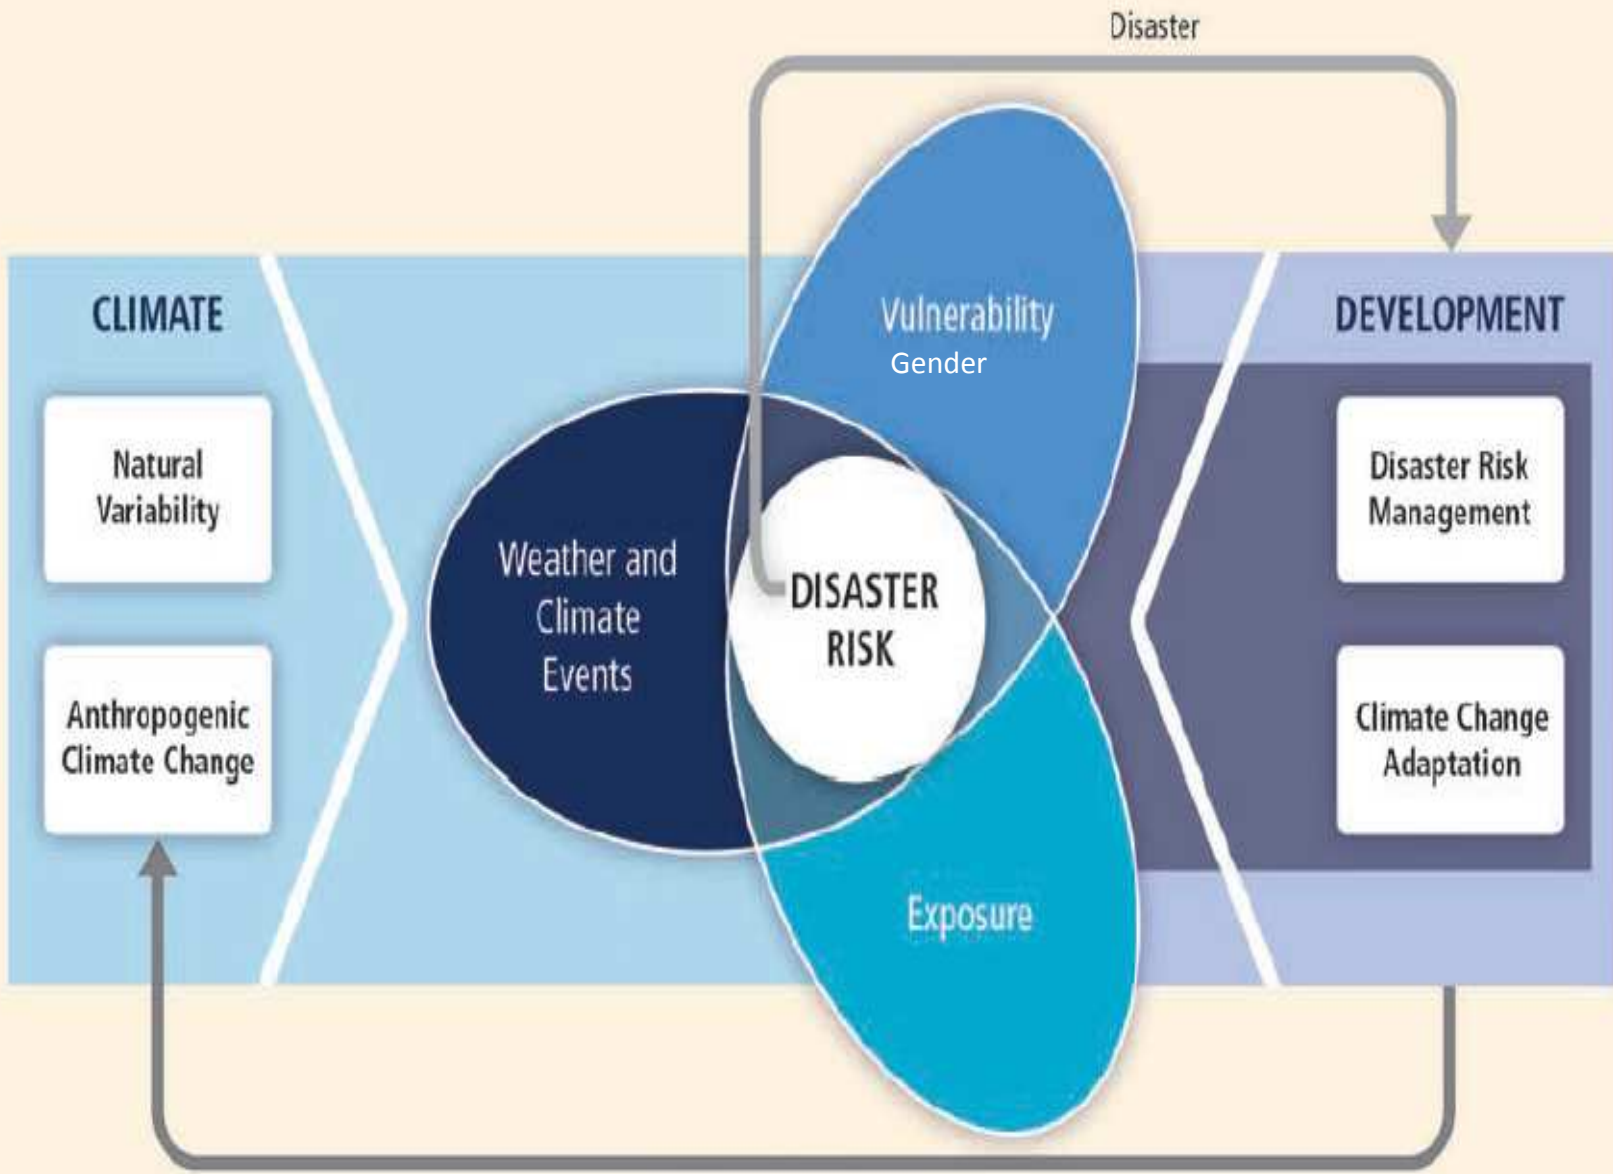 Disaster
CLIMATE
Natural
Variability
Anthropogenic
Climate Change
Weather and
Climate
Events
Vulnerability
Gender
DISASTER
RISK
Exposure
DEVELOPMENT
Disaster Risk
Management
Climate Change
Adaptation